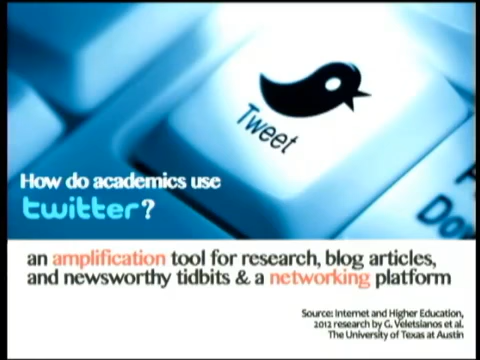 Tweet
How do academics use
twitter?
an amplification tool for research, blog articles,
and newsworthy tidbits & a networking platform
Source: Internet and Higher Education,
2012 research by G. Veletsianos et al.
The University of Texas at Austin